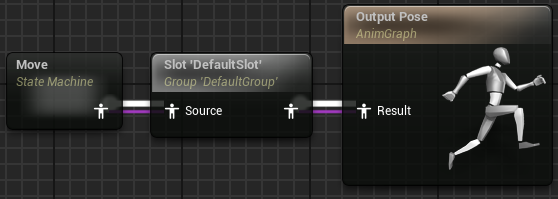 Move
State Machine
Slot 'DefaultSlot'
Group 'DefaultGroup'
Source
Output Pose
AnimGraph
Result